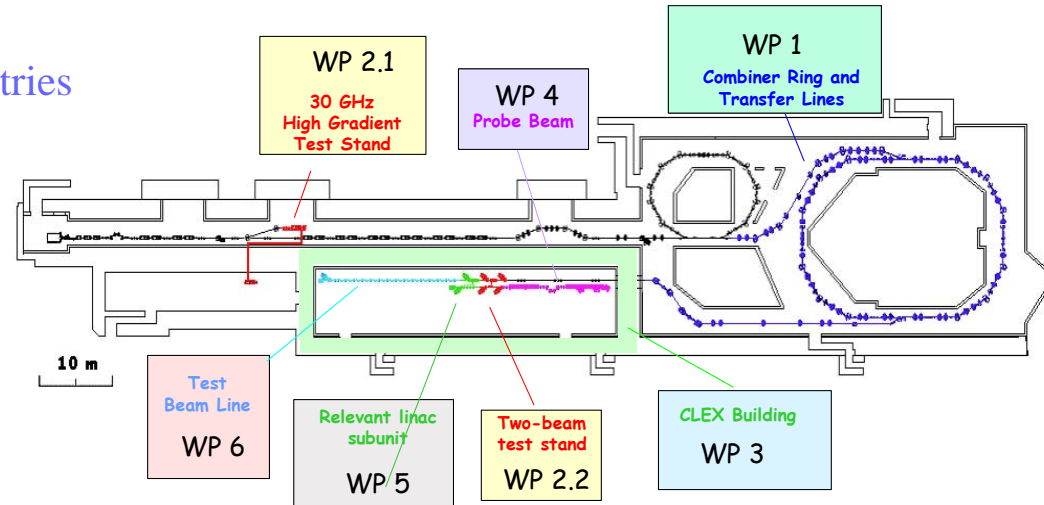 tries
WP 2.1
30 GHz
High Gradient
Test Stand
WP 4
Probe Beam
WP 1
Combiner Ring and
Transfer Lines
10 m
Test
Beam Line
WP 6
Relevant linac
subunit
WP 5
Two-beam
test stand
WP 2.2
CLEX Building
WP 3